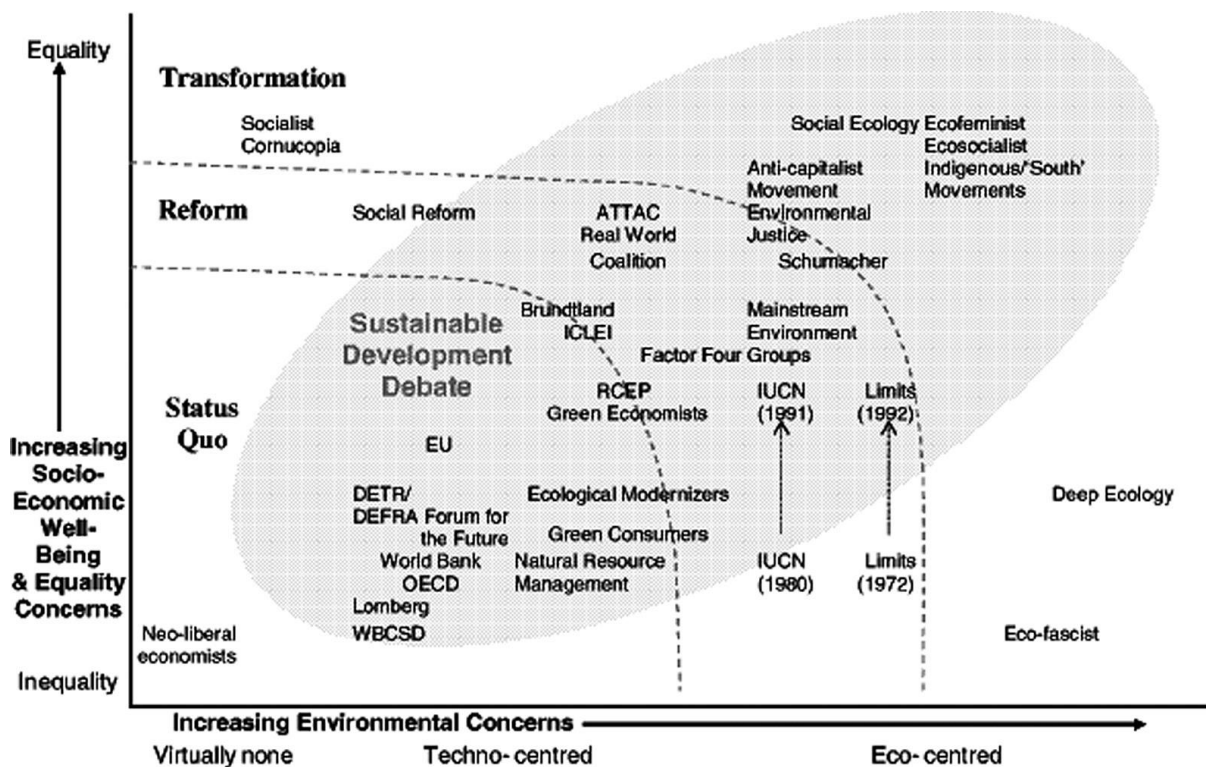 Equality
Transformation
Socialist
Cornucopia
Social Ecology Ecofeminist
Ecosocialist
Indigenous/'South'
Movements
Anti-capitalist
Movement
Environmental
Justice
Reform
Social Reform
ATTAC
Real World
Coalition
Schumacher
Brundtland
ICLEI
Mainstream
Environment
Sustainable
Development
Debate
Factor Four Groups
RCEP
Green Economists
IUCN
(1991)
Limits
(1992)
Status
Quo
EU
Increasing
Socio-
Economic
Well-
Being
& Equality
Concerns
DETR/
DEFRA Forum for
the Future
Ecological Modernizers
Green Consumers
Deep Ecology
World Bank
OECD
Natural Resource
Management
IUCN
(1980)
Limits
(1972)
Lomberg
WBCSD
Neo-liberal
economists
Eco-fascist
Inequality
Increasing Environmental Concerns
Virtually none
Techno-centred
Eco-centred